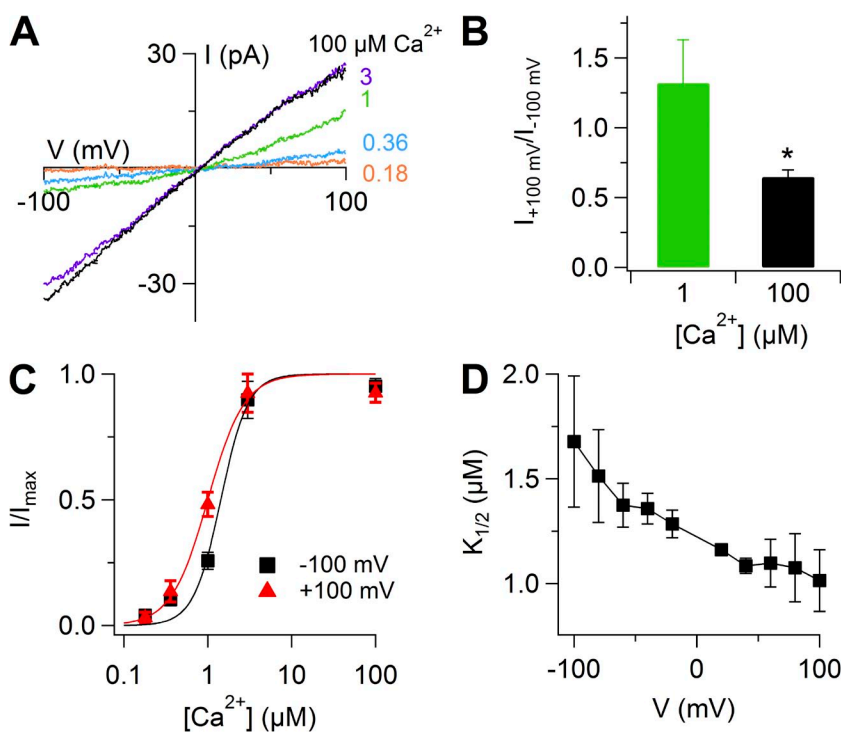 A
I (pA)
100 µM Ca2+
30
3
1
0.36
0.18
V (mV)
-100
100
-30
B
I+100 mV/I-100 mV
1.5
1.0
0.5
0.0
*
1
100
[Ca2+] (µM)
C
I/Imax
1.0
0.5
0.0
-100 mV
+100 mV
0.1
1
10
100
[Ca2+] (µM)
D
K1/2 (µM)
2.0
1.5
1.0
-100
0
100
V (mV)